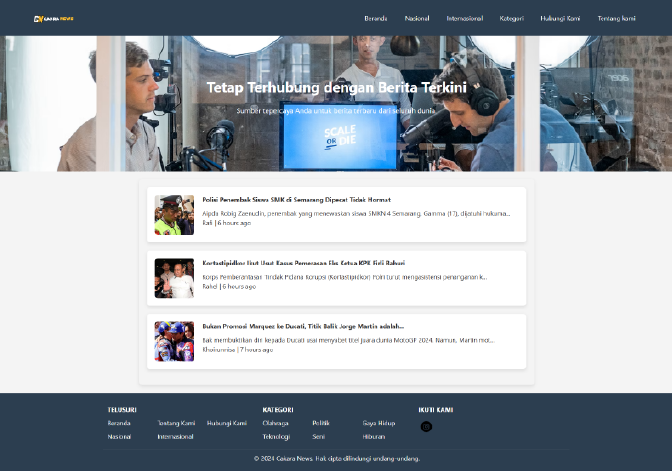 CAKARA NEWS
Beranda Nasional Internasional Kategori Hubungi Kami Tentang kami
Tetap Terhubung dengan Berita Terkini
Sumber tepercaya Anda untuk berita terbaru dari seluruh dunia.
SCALE
OR DIE
Polisi Penembak Siswa SMK di Semarang Dipecat Tidak Hormat
Aipda Robig Zaenudin, penembak yang menewaskan siswa SMKN 4 Semarang, Gamma (17), dijatuhi hukuma...
Rafi | 6 hours ago
Kortastipidkor Ikut Usut Kasus Pemerasan Eks Ketua KPK Firli Bahuri
Korps Pemberantasan Tindak Pidana Korupsi (Kortastipidkor) Polri turut mengasistensi penanganan k...
Rahel | 6 hours ago
Bukan Promosi Marquez ke Ducati, Titik Balik Jorge Martin adalah...
membuktikan diri kepada Ducati usai menyabet titel juara dunia MotoGP 2024. Namun, Martin mot...
Khoirunnisa | 7 hours ago
TELUSURI KATEGORI IKUTI KAMI
Beranda Tentang Kami Hubungi Kami Olahraga Politik Gaya Hidup
Nasional Internasional Teknologi Seni Hiburan
© 2024 Cakara News. Hak cipta dilindungi undang-undang.